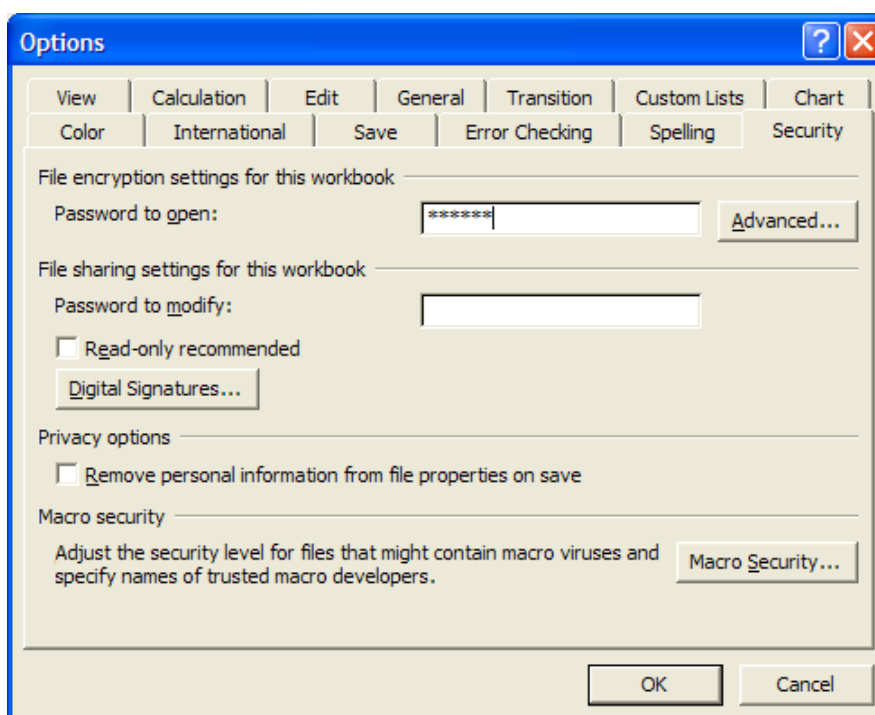 Options
View Calculation Edit General Transition Custom Lists Chart
Color International Save Error Checking Spelling Security
File encryption settings for this workbook
Password to open: ****** Advanced...
File sharing settings for this workbook
Password to modify:
Read-only recommended
Digital Signatures...
Privacy options
Remove personal information from file properties on save
Macro security
Adjust the security level for files that might contain macro viruses and
specify names of trusted macro developers.
Macro Security...
OK Cancel